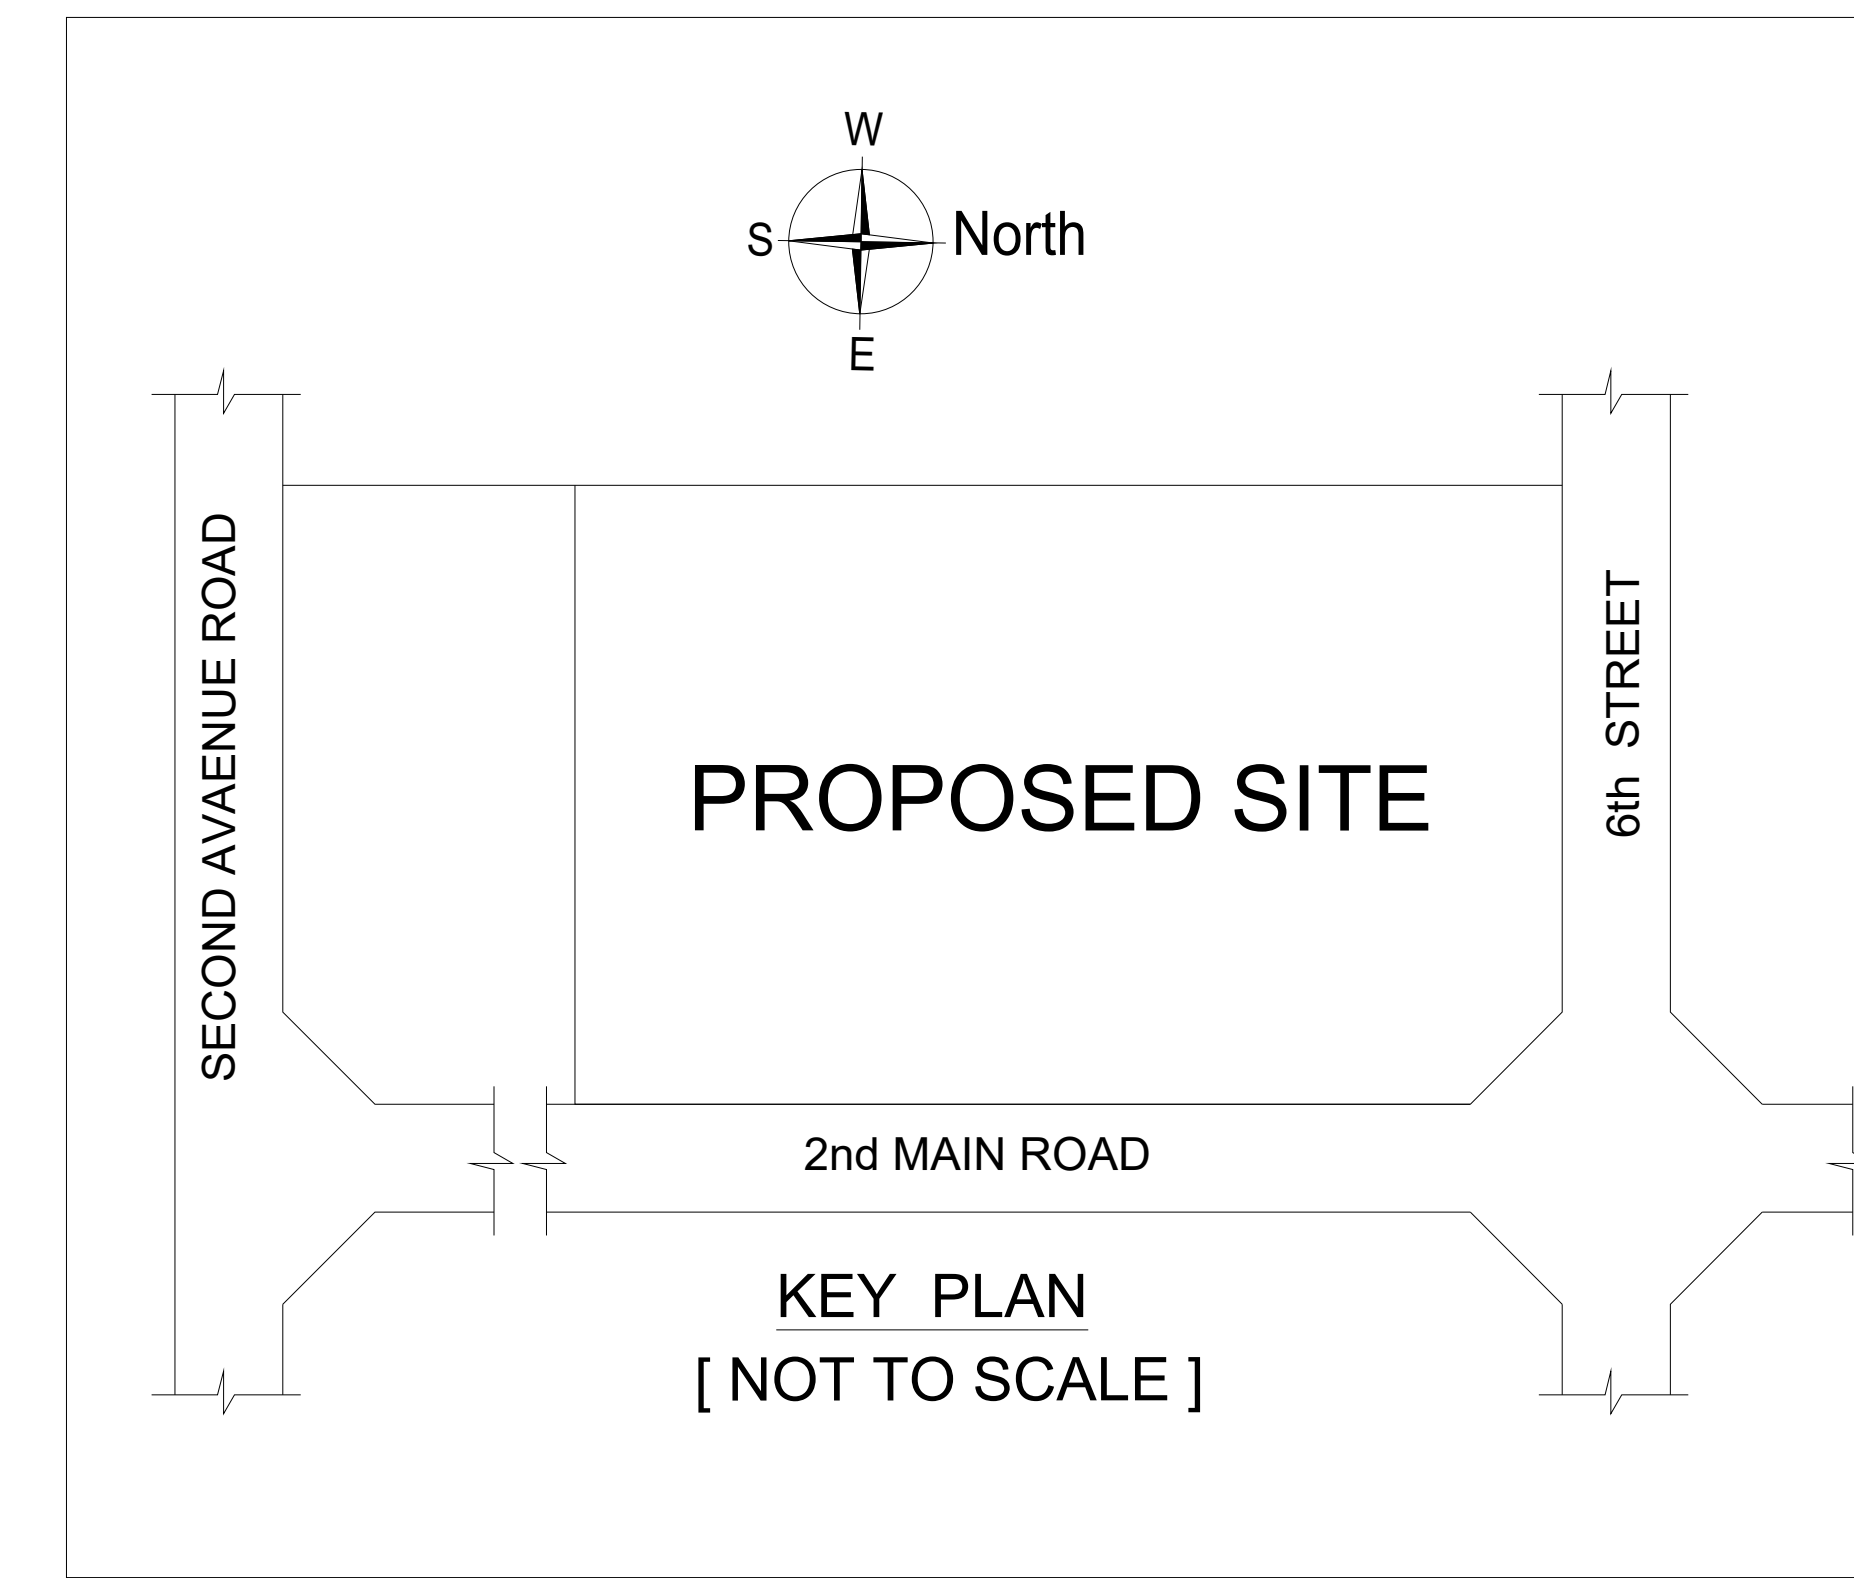 W
S
North
E
SECOND AVAENUE ROAD
6th STREET
PROPOSED SITE
2nd MAIN ROAD
KEY PLAN
[ NOT TO SCALE ]